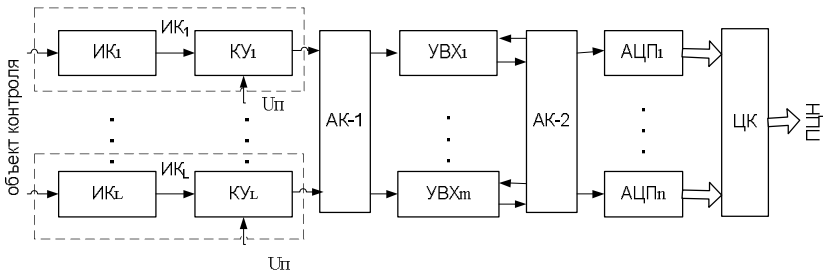 объект контроля
ИК1
ИК1
КУ1
Uп
АК-1
УВХ1
АК-2
АЦП1
ЦК
НЦП
ИКL
ИКL
КУL
Uп
УВХm
АЦПn